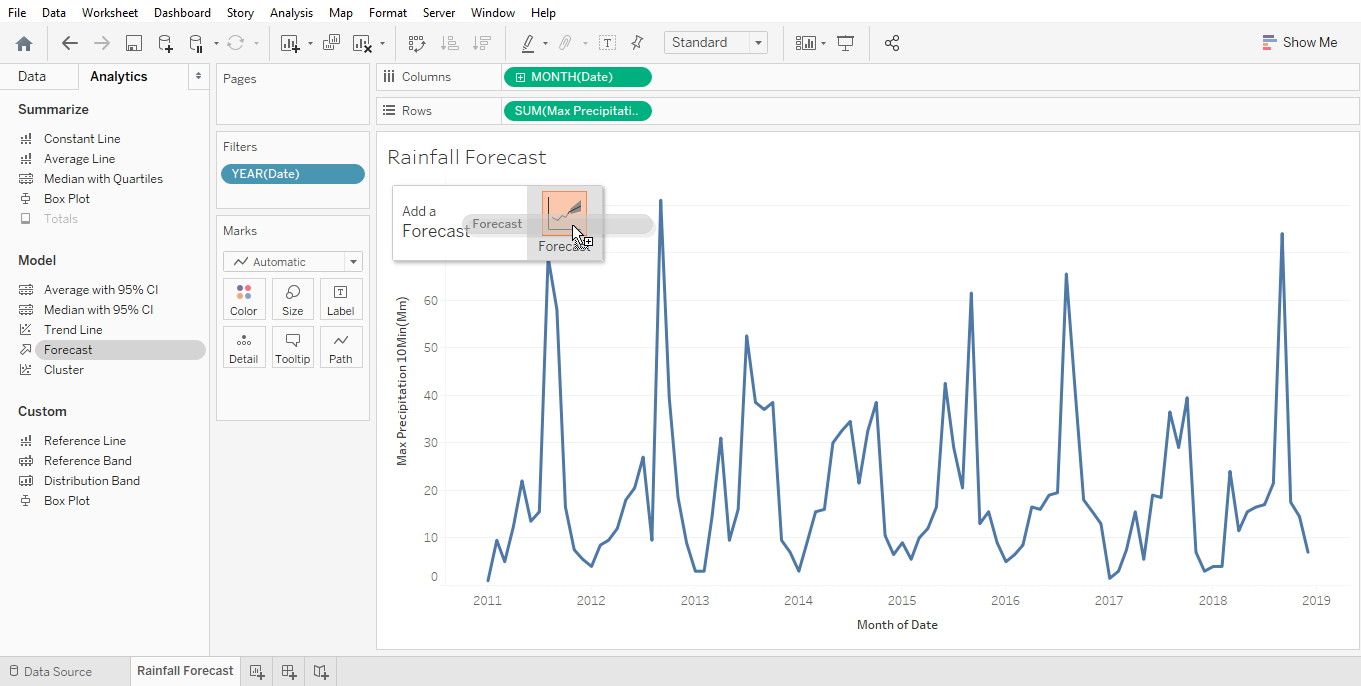 File Data Worksheet Dashboard Story Analysis Map Format Server Window Help
Standard
Show Me
Data Analytics
Summarize
Constant Line
Average Line
Median with Quartiles
Box Plot
Totals
Model
Average with 95% CI
Median with 95% CI
Trend Line
Forecast
Cluster
Custom
Reference Line
Reference Band
Distribution Band
Box Plot
Pages
Filters
YEAR(Date)
Marks
Automatic
Color Size Label
Detail Tooltip Path
Columns MONTH(Date)
Rows SUM(Max Precipitati..
Rainfall Forecast
Add a
Forecast
Forecast
Forecast
Max Precipitation10Min(Mm)
60
50
40
30
20
10
0
2011 2012 2013 2014 2015 2016 2017 2018 2019
Month of Date
Data Source Rainfall Forecast